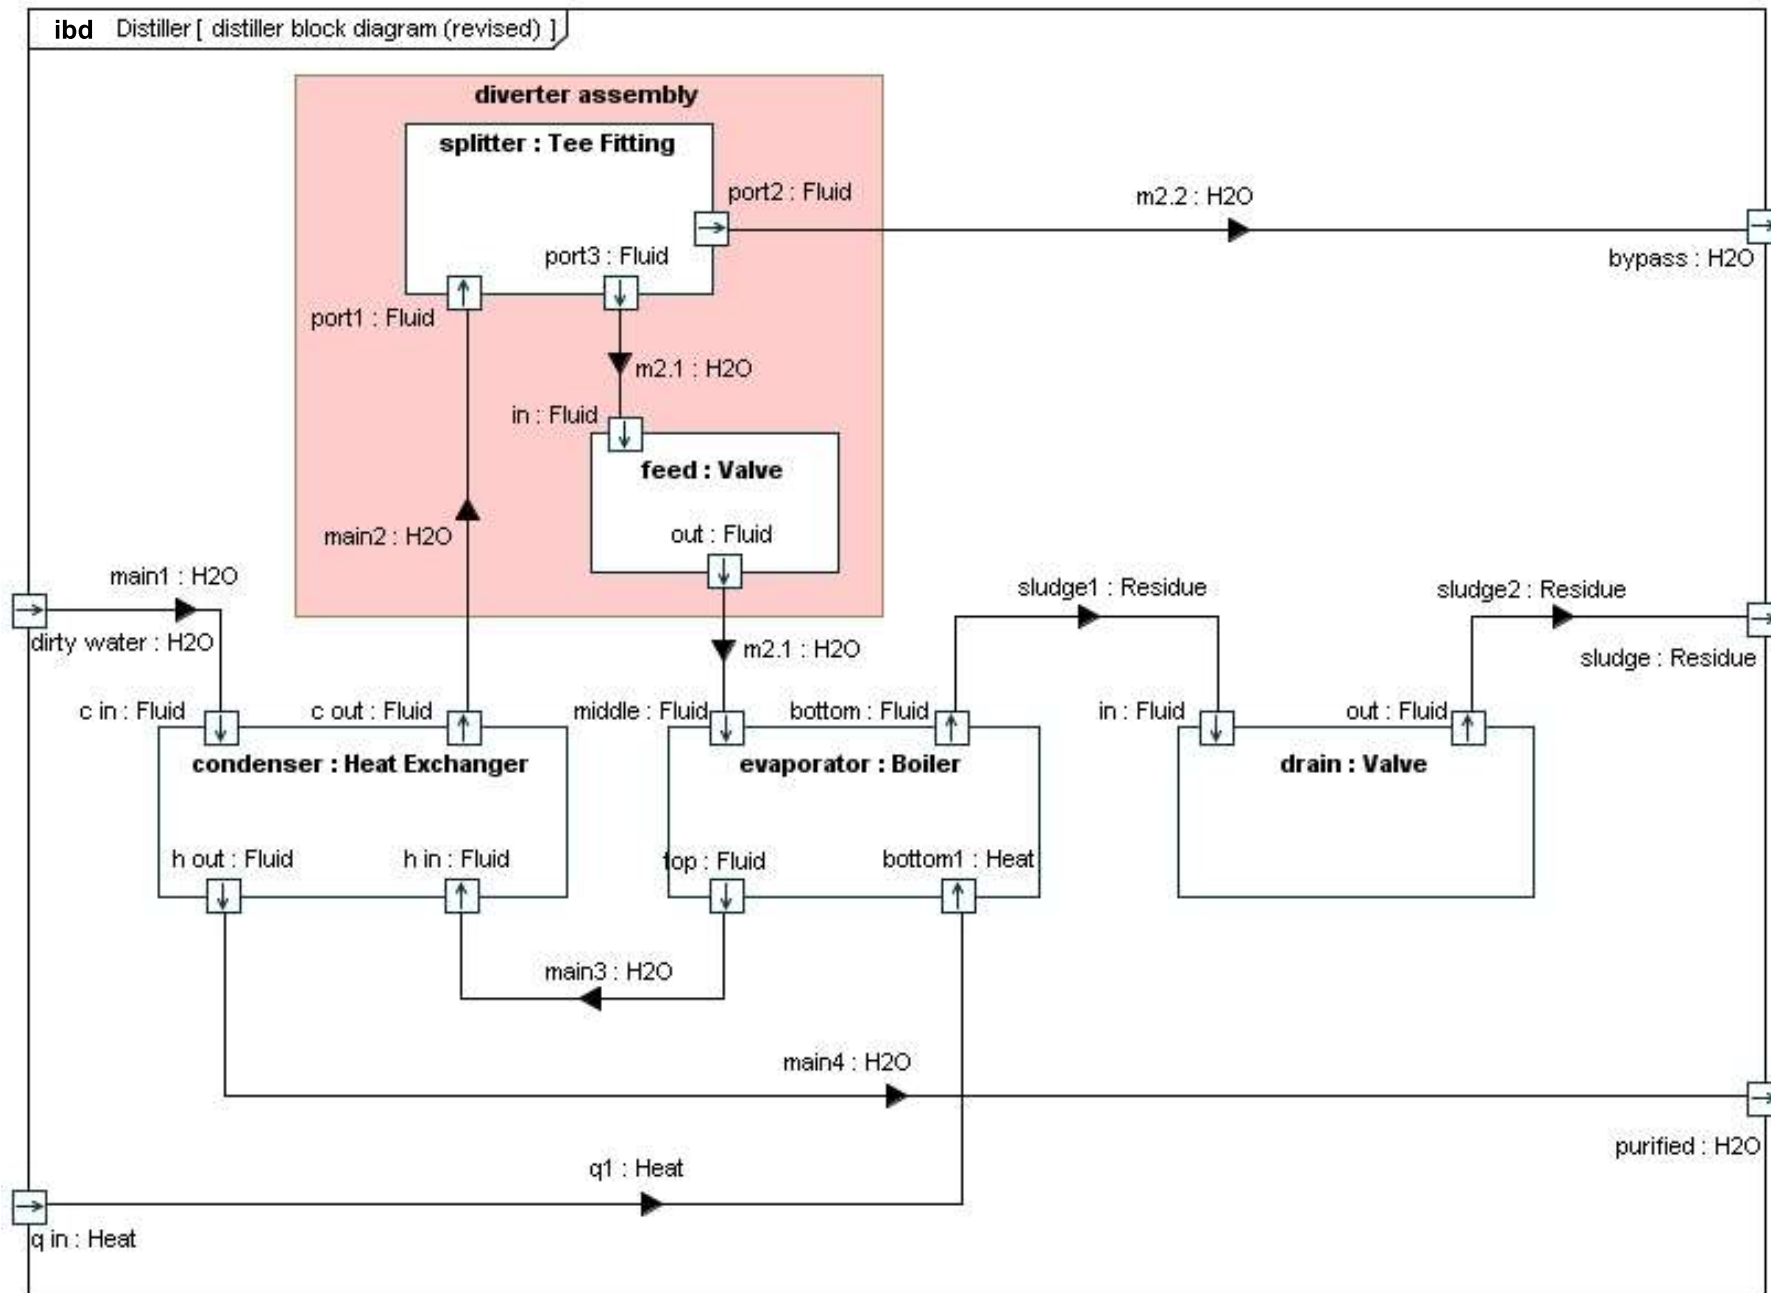 ibd Distiller [ distiller block diagram (revised) ]
diverter assembly
splitter : Tee Fitting
port2 : Fluid
m2.2 : H2O
port3 : Fluid
bypass : H2O
port1 : Fluid
m2.1 : H2O
in : Fluid
feed : Valve
out : Fluid
main2 : H2O
main1 : H2O
sludge1 : Residue
sludge2 : Residue
dirty water : H2O
m2.1 : H2O
sludge : Residue
c in : Fluid
c out : Fluid
middle : Fluid
bottom : Fluid
in : Fluid
out : Fluid
condenser : Heat Exchanger
evaporator : Boiler
drain : Valve
h out : Fluid
h in : Fluid
top : Fluid
bottom1 : Heat
main3 : H2O
main4 : H2O
purified : H2O
q1 : Heat
q in : Heat